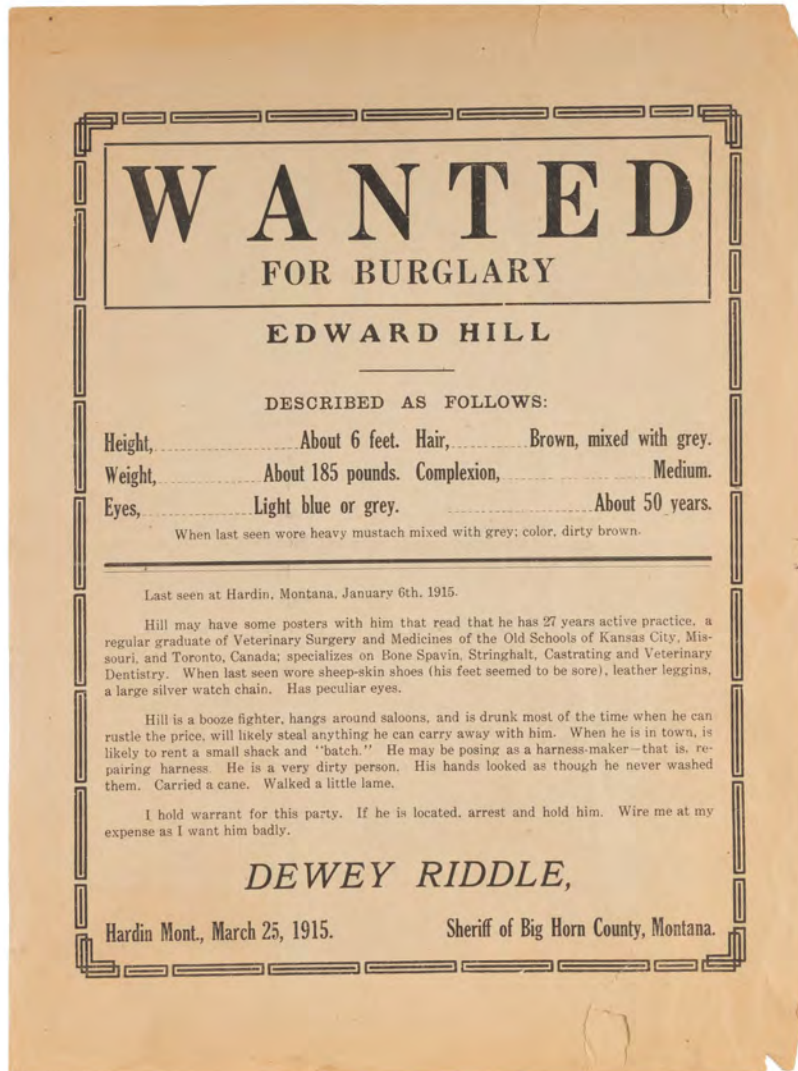 WANTED
FOR BURGLARY
EDWARD HILL
DESCRIBED AS FOLLOWS:
Height, About 6 feet. Hair, Brown, mixed with grey.
Weight, About 185 pounds. Complexion, Medium.
Eyes, Light blue or grey. About 50 years.
When last seen wore heavy mustach mixed with grey; color, dirty brown.
Last seen at Hardin, Montana, January 6th, 1915.
Hill may have some posters with him that read that he has 27 years active practice, a
regular graduate of Veterinary Surgery and Medicines of the Old Schools of Kansas City, Mis-
souri, and Toronto, Canada; specializes on Bone Spavin, Stringhalt, Castrating and Veterinary
Dentistry. When last seen wore sheep-skin shoes (his feet seemed to be sore), leather leggins,
a large silver watch chain. Has peculiar eyes.
Hill is a booze fighter, hangs around saloons, and is drunk most of the time when he can
rustle the price, will likely steal anything he can carry away with him. When he is in town, is
likely to rent a small shack and "batch." He may be posing as a harness-maker—that is, re-
pairing harness. He is a very dirty person. His hands looked as though he never washed
them. Carried a cane. Walked a little lame.
I hold warrant for this party. If he is located, arrest and hold him. Wire me at my
expense as I want him badly.
DEWEY RIDDLE,
Hardin Mont., March 25, 1915. Sheriff of Big Horn County, Montana.